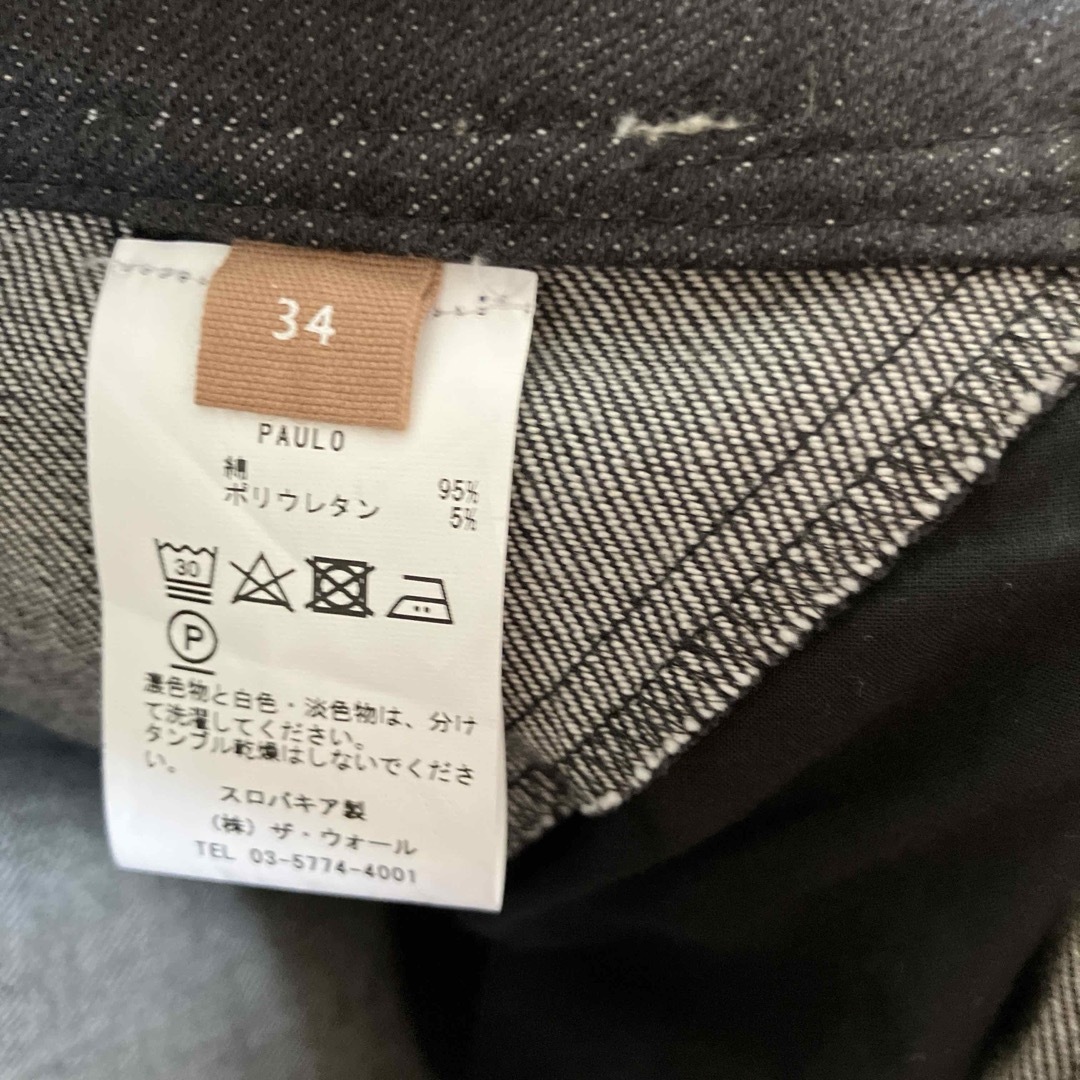 34
PAULO
綿 95%
ポリウレタン 5%
30
P
濃色物と白色・淡色物は、分け
て洗濯してください。
タンブル乾燥はしないでくださ
い。
スロバキア製
(株) ザ・ウォール
TEL 03-5774-4001